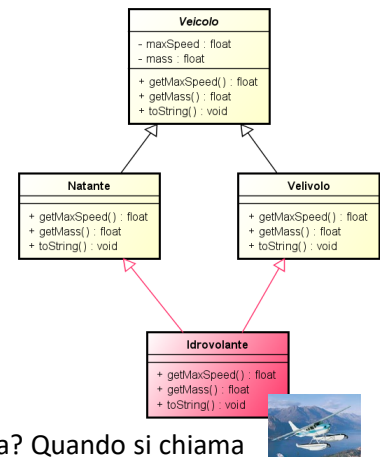 Veicolo
- maxSpeed : float
- mass : float
+ getMaxSpeed() : float
+ getMass() : float
+ toString() : void
Natante
+ getMaxSpeed() : float
+ getMass() : float
+ toString() : void
Velivolo
+ getMaxSpeed() : float
+ getMass() : float
+ toString() : void
Idrovolante
+ getMaxSpeed() : float
+ getMass() : float
+ toString() : void
a? Quando si chiama